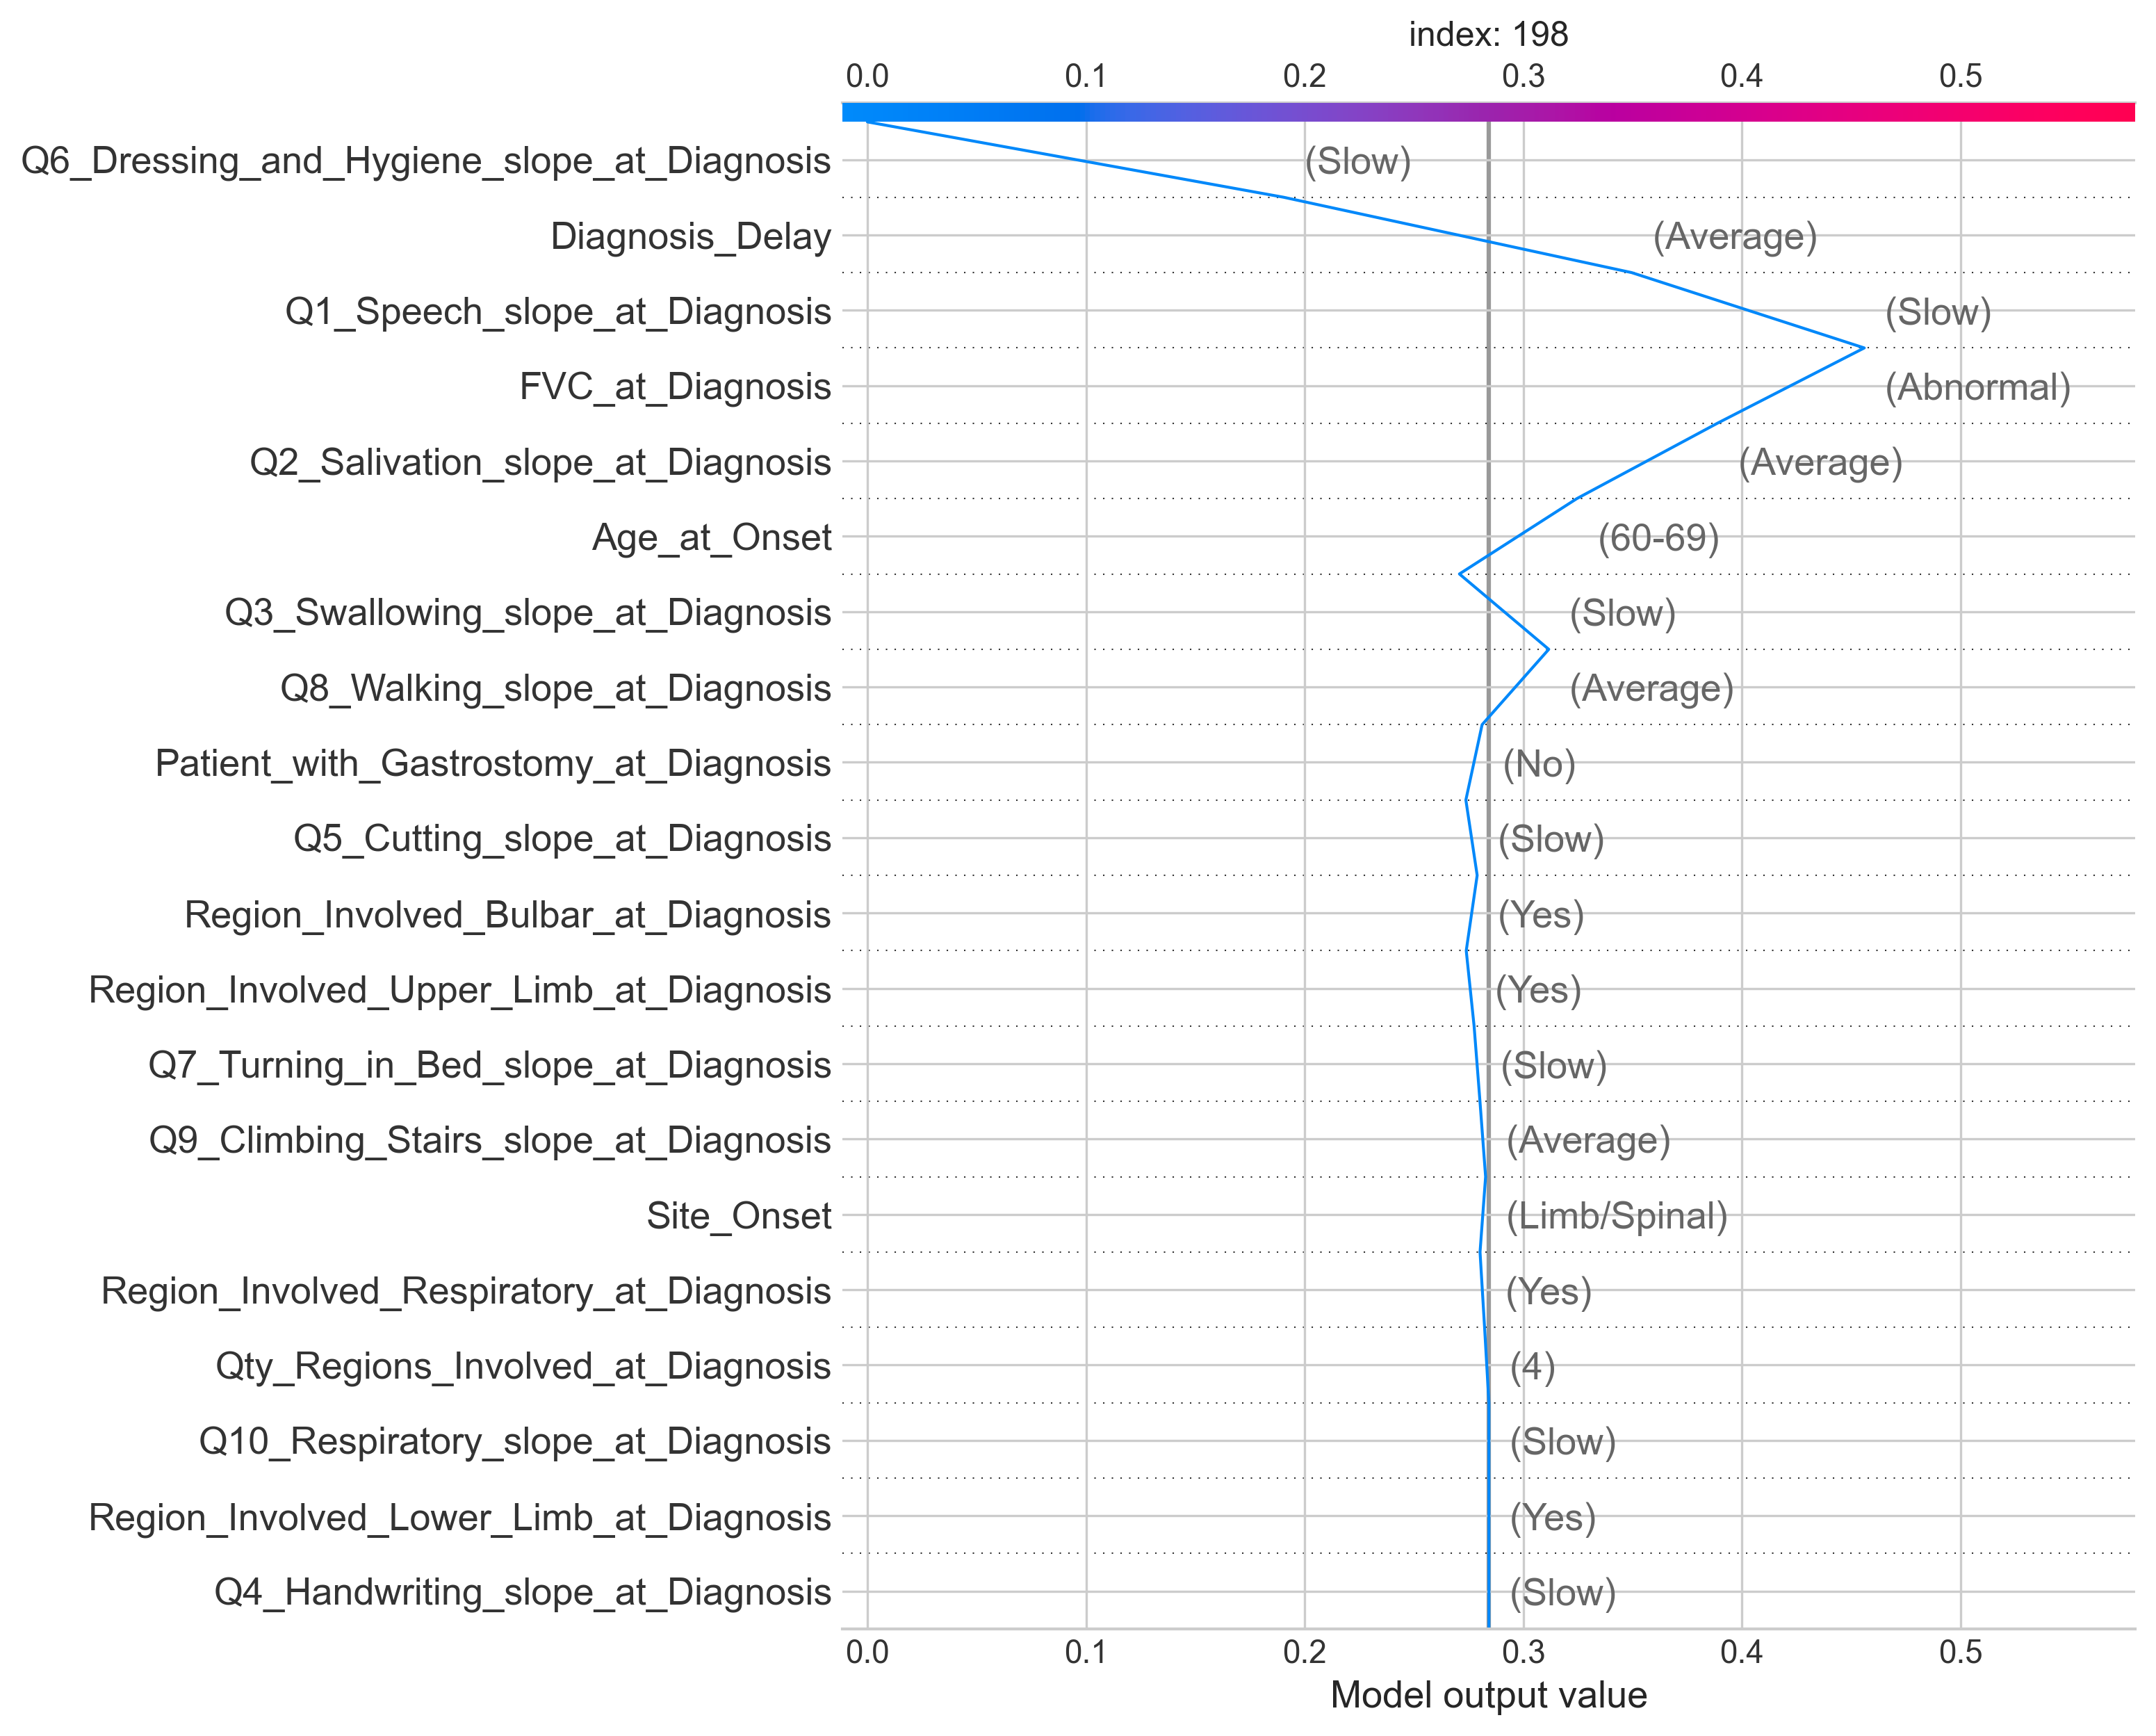 index: 198
0.0 0.1 0.2 0.3 0.4 0.5
Q6_Dressing_and_Hygiene_slope_at_Diagnosis (Slow)
Diagnosis_Delay (Average)
Q1_Speech_slope_at_Diagnosis (Slow)
FVC_at_Diagnosis (Abnormal)
Q2_Salivation_slope_at_Diagnosis (Average)
Age_at_Onset (60-69)
Q3_Swallowing_slope_at_Diagnosis (Slow)
Q8_Walking_slope_at_Diagnosis (Average)
Patient_with_Gastrostomy_at_Diagnosis (No)
Q5_Cutting_slope_at_Diagnosis (Slow)
Region_Involved_Bulbar_at_Diagnosis (Yes)
Region_Involved_Upper_Limb_at_Diagnosis (Yes)
Q7_Turning_in_Bed_slope_at_Diagnosis (Slow)
Q9_Climbing_Stairs_slope_at_Diagnosis (Average)
Site_Onset (Limb/Spinal)
Region_Involved_Respiratory_at_Diagnosis (Yes)
Qty_Regions_Involved_at_Diagnosis (4)
Q10_Respiratory_slope_at_Diagnosis (Slow)
Region_Involved_Lower_Limb_at_Diagnosis (Yes)
Q4_Handwriting_slope_at_Diagnosis (Slow)
0.0 0.1 0.2 0.3 0.4 0.5
Model output value